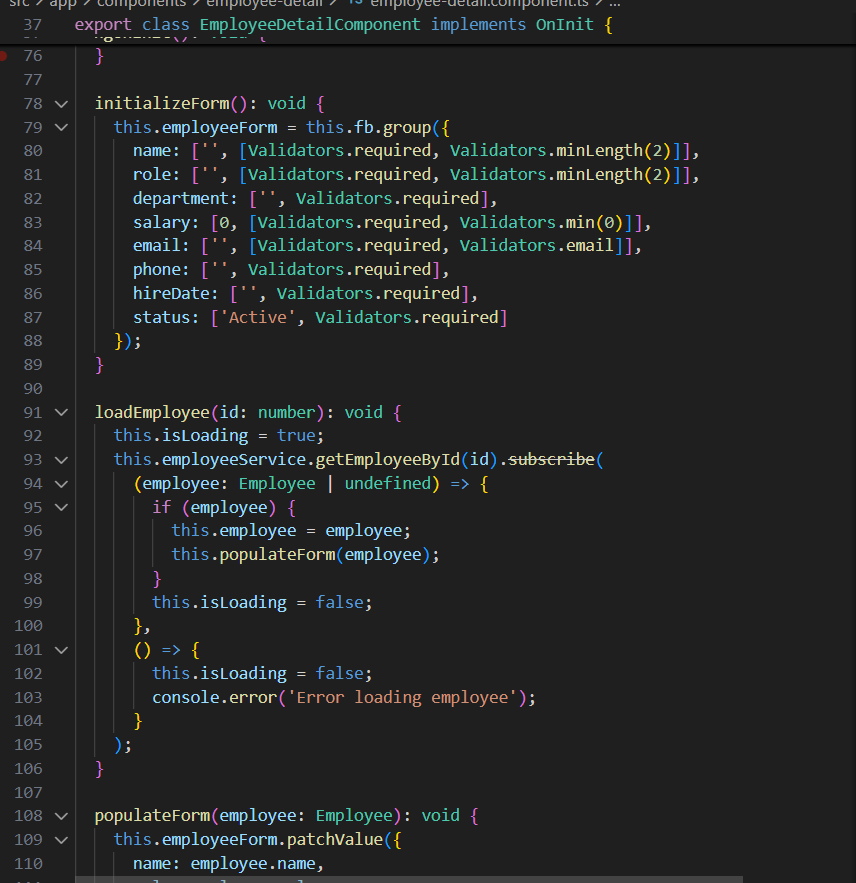 src > app > components > employee-detail > TS employee-detail.component.ts > ...
37 export class EmployeeDetailComponent implements OnInit {
76 }
77
78 initializeForm(): void {
79 this.employeeForm = this.fb.group({
80 name: ['', [Validators.required, Validators.minLength(2)]],
81 role: ['', [Validators.required, Validators.minLength(2)]],
82 department: ['', Validators.required],
83 salary: [0, [Validators.required, Validators.min(0)]],
84 email: ['', [Validators.required, Validators.email]],
85 phone: ['', Validators.required],
86 hireDate: ['', Validators.required],
87 status: ['Active', Validators.required]
88 });
89 }
90
91 loadEmployee(id: number): void {
92 this.isLoading = true;
93 this.employeeService.getEmployeeById(id).subscribe(
94 (employee: Employee | undefined) => {
95 if (employee) {
96 this.employee = employee;
97 this.populateForm(employee);
98 }
99 this.isLoading = false;
100 },
101 () => {
102 this.isLoading = false;
103 console.error('Error loading employee');
104 }
105 );
106 }
107
108 populateForm(employee: Employee): void {
109 this.employeeForm.patchValue({
110 name: employee.name,